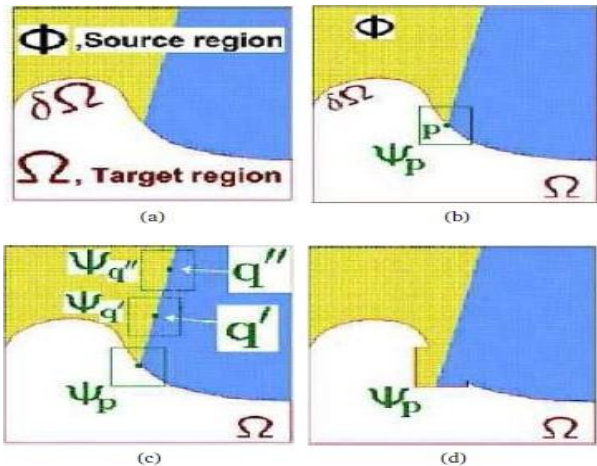 Φ ,Source region
δΩ
Ω, Target region
(a)
Φ
δΩ
p
Ψp
Ω
(b)
Ψq″
q″
Ψq′
q′
Ψp
Ω
(c)
Ψp
Ω
(d)